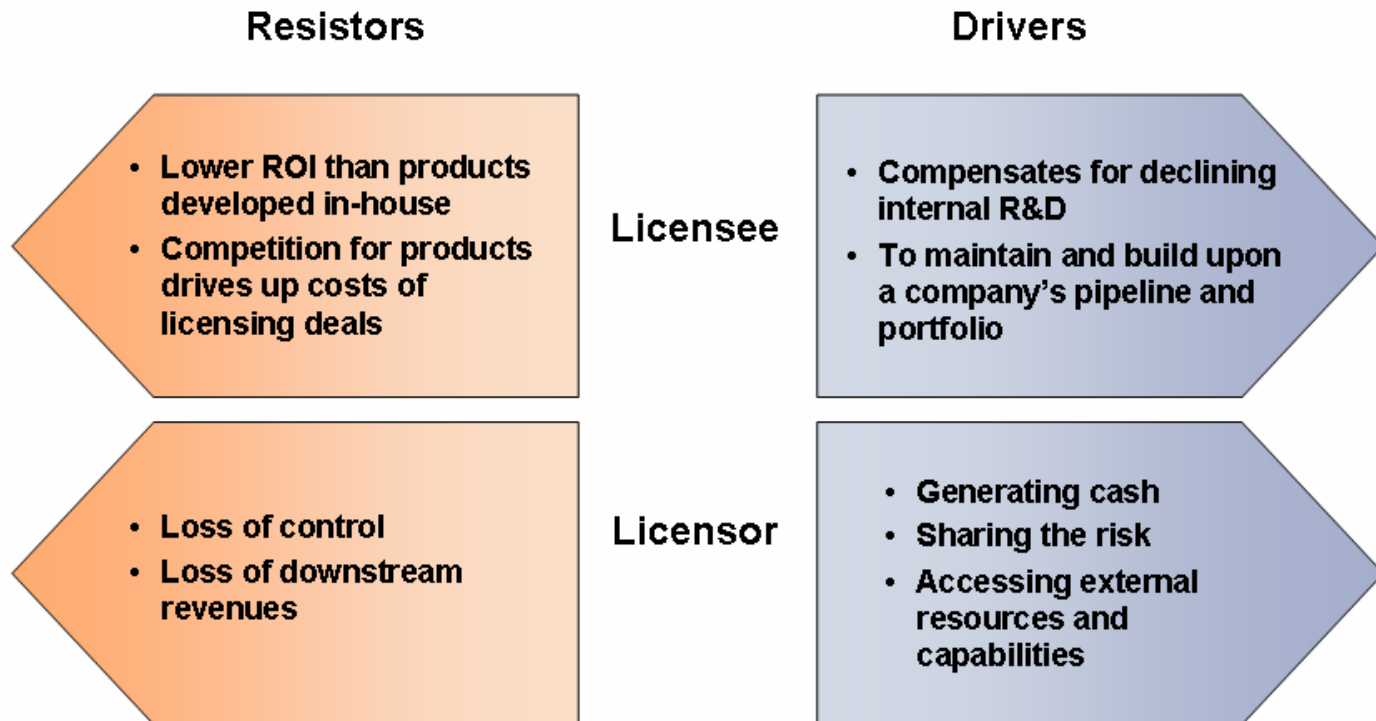 Resistors
Drivers
• Lower ROI than products
developed in-house
• Competition for products
drives up costs of
licensing deals
Licensee
• Compensates for declining
internal R&D
• To maintain and build upon
a company’s pipeline and
portfolio
• Loss of control
• Loss of downstream
revenues
Licensor
• Generating cash
• Sharing the risk
• Accessing external
resources and
capabilities